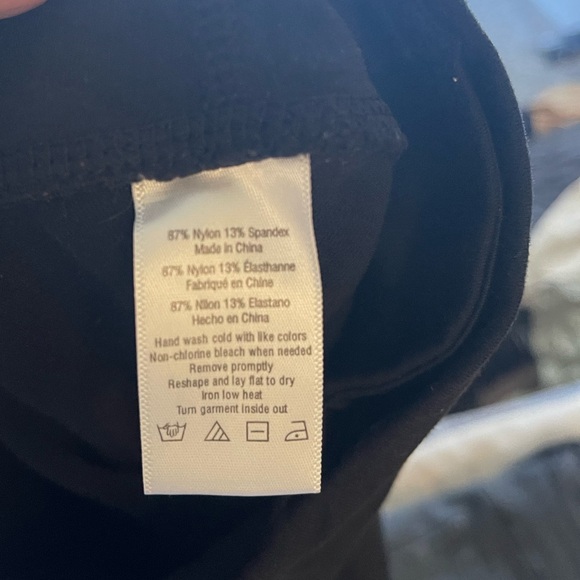 87% Nylon 13% Spandex
Made in China
87% Nylon 13% Élasthanne
Fabriqué en Chine
87% Nilon 13% Elastano
Hecho en China
Hand wash cold with like colors
Non-chlorine bleach when needed
Remove promptly
Reshape and lay flat to dry
Iron low heat
Turn garment inside out